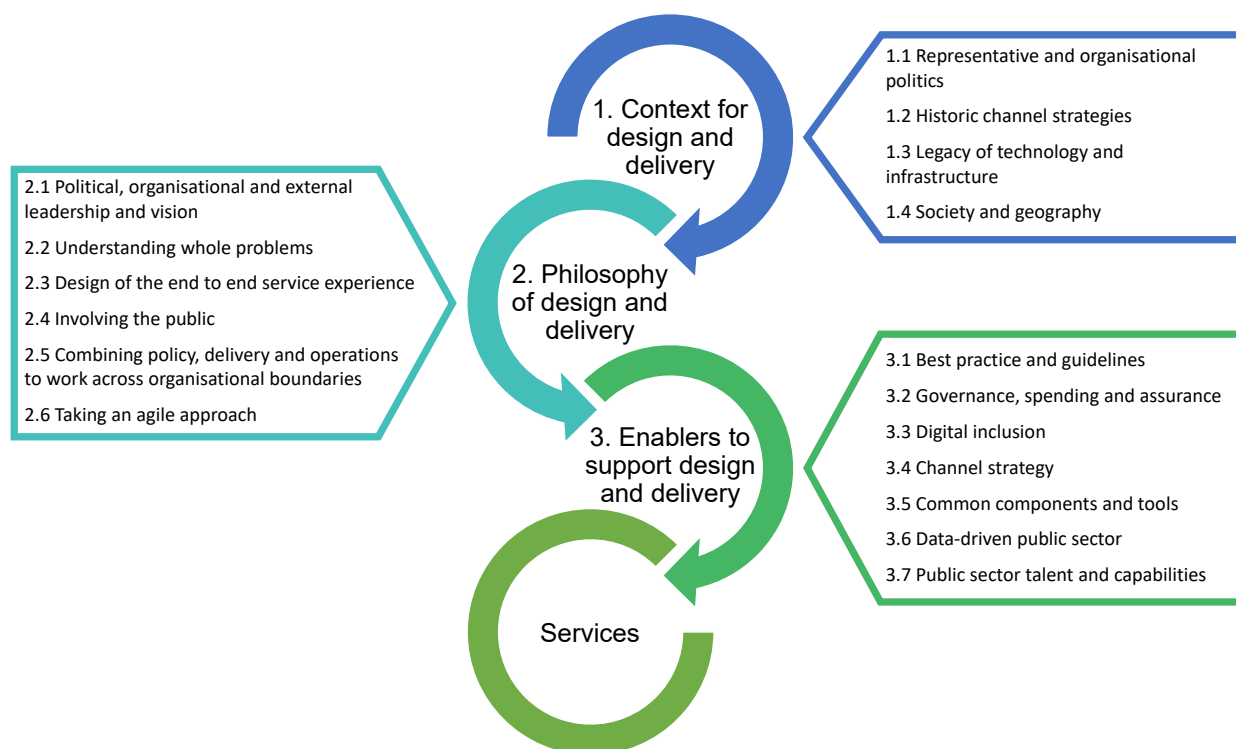 1. Context for
design and
delivery
1.1 Representative and organisational
politics
1.2 Historic channel strategies
1.3 Legacy of technology and
infrastructure
1.4 Society and geography
2. Philosophy
of design and
delivery
2.1 Political, organisational and external
leadership and vision
2.2 Understanding whole problems
2.3 Design of the end to end service experience
2.4 Involving the public
2.5 Combining policy, delivery and operations
to work across organisational boundaries
2.6 Taking an agile approach
3. Enablers to
support design
and delivery
3.1 Best practice and guidelines
3.2 Governance, spending and assurance
3.3 Digital inclusion
3.4 Channel strategy
3.5 Common components and tools
3.6 Data-driven public sector
3.7 Public sector talent and capabilities
Services